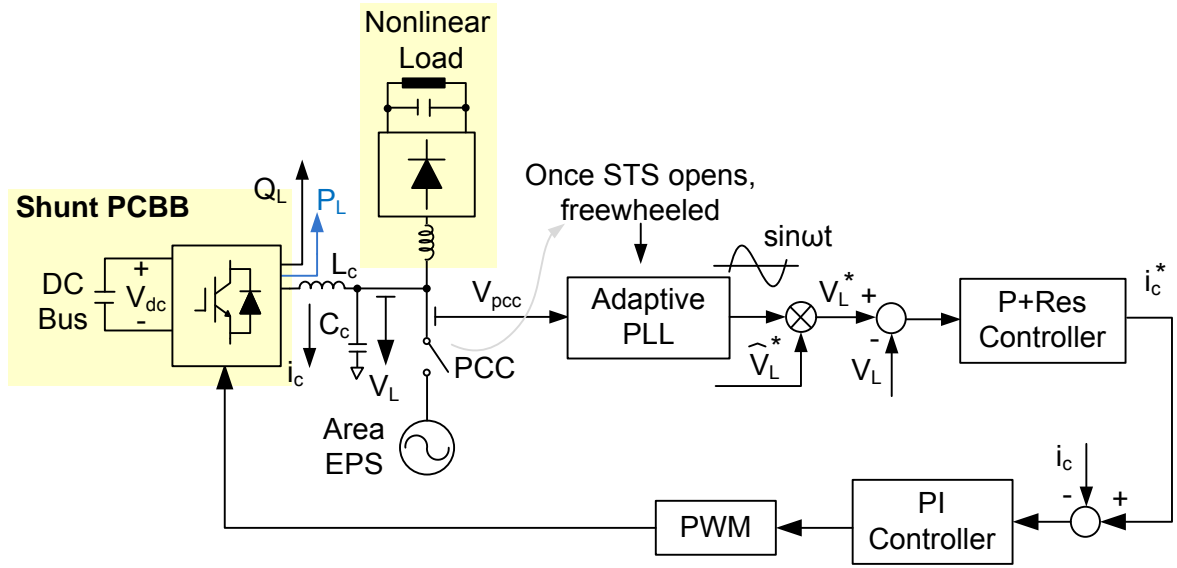 Nonlinear
Load
Shunt PCBB
Q_L
P_L
DC
Bus
+
V_dc
-
L_c
C_c
i_c
V_L
PCC
Area
EPS
V_pcc
Once STS opens,
freewheeled
Adaptive
PLL
sinωt
V_L^*
+
-
V̂_L^*
V_L
P+Res
Controller
i_c^*
i_c
-
+
PI
Controller
PWM